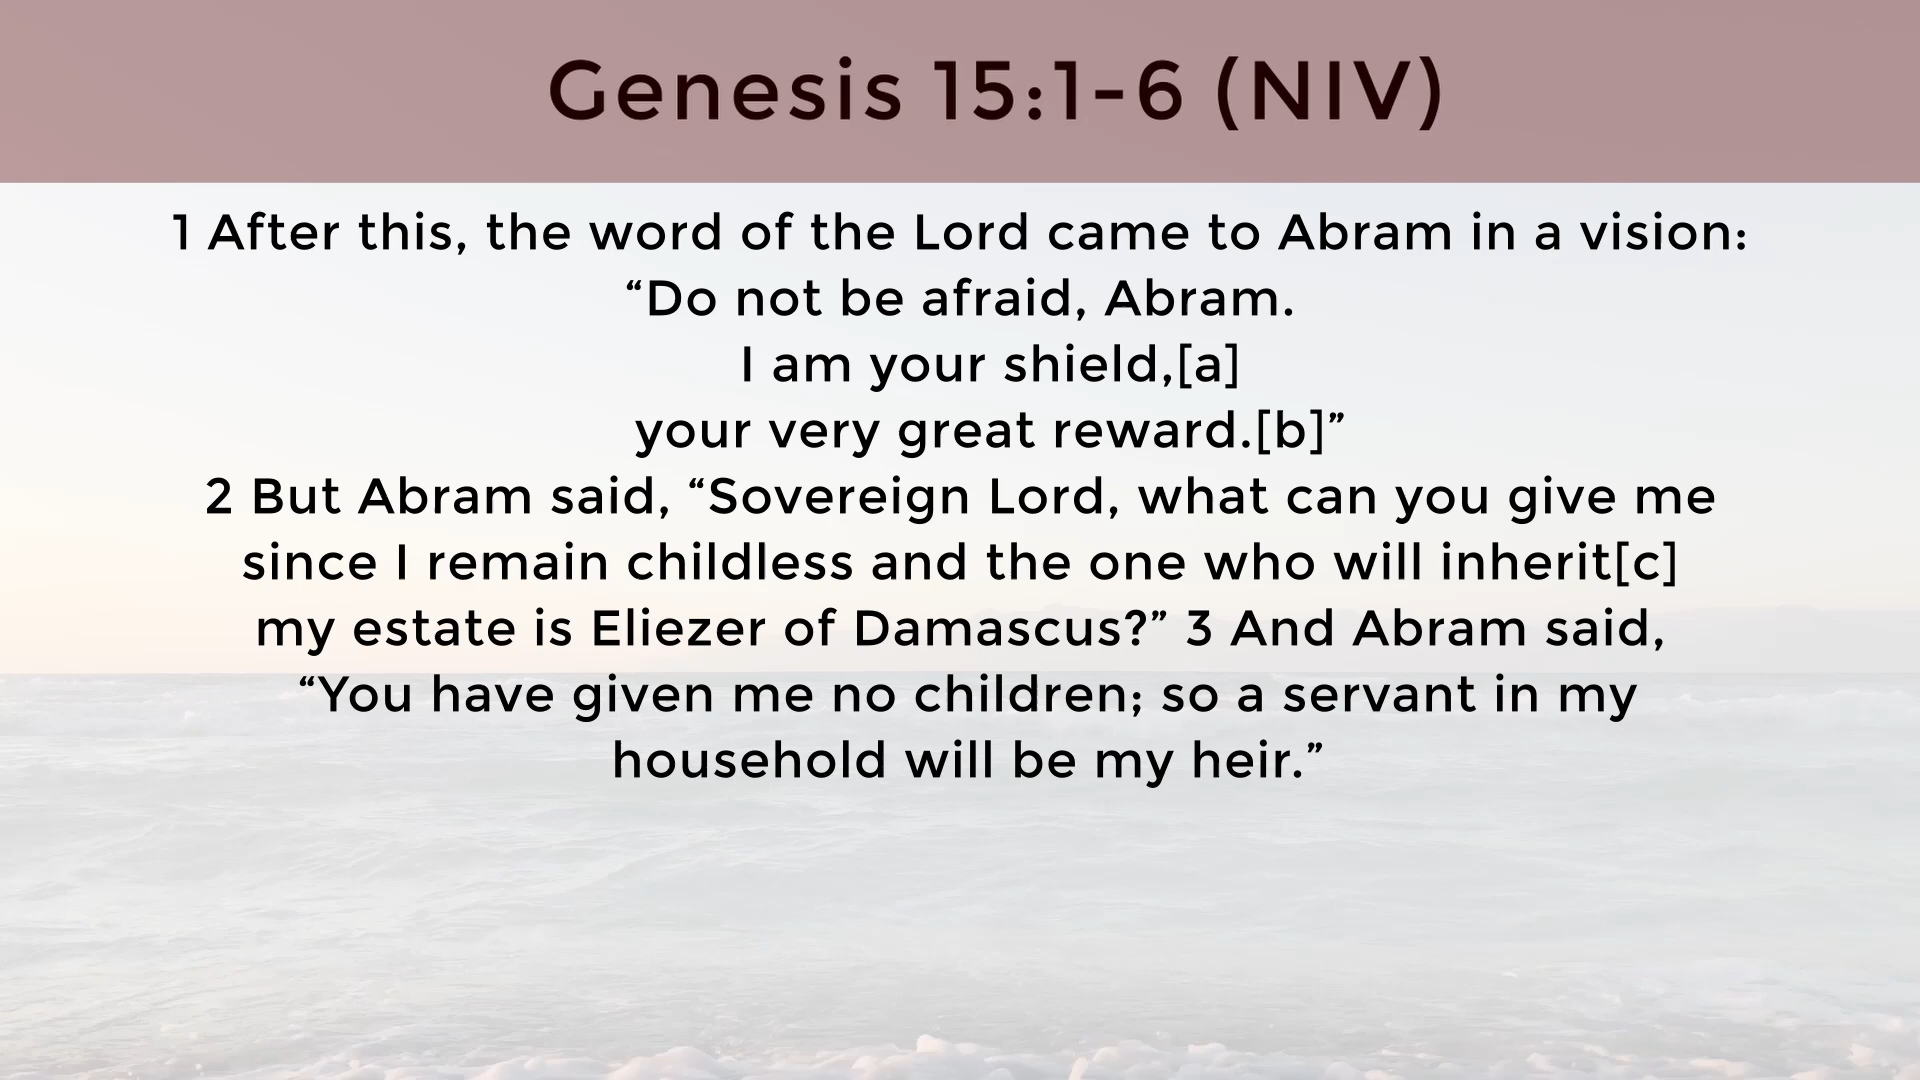 Genesis 15:1-6 (NIV)
1 After this, the word of the Lord came to Abram in a vision:
“Do not be afraid, Abram.
I am your shield,[a]
your very great reward.[b]”
2 But Abram said, “Sovereign Lord, what can you give me
since I remain childless and the one who will inherit[c]
my estate is Eliezer of Damascus?” 3 And Abram said,
“You have given me no children; so a servant in my
household will be my heir.”